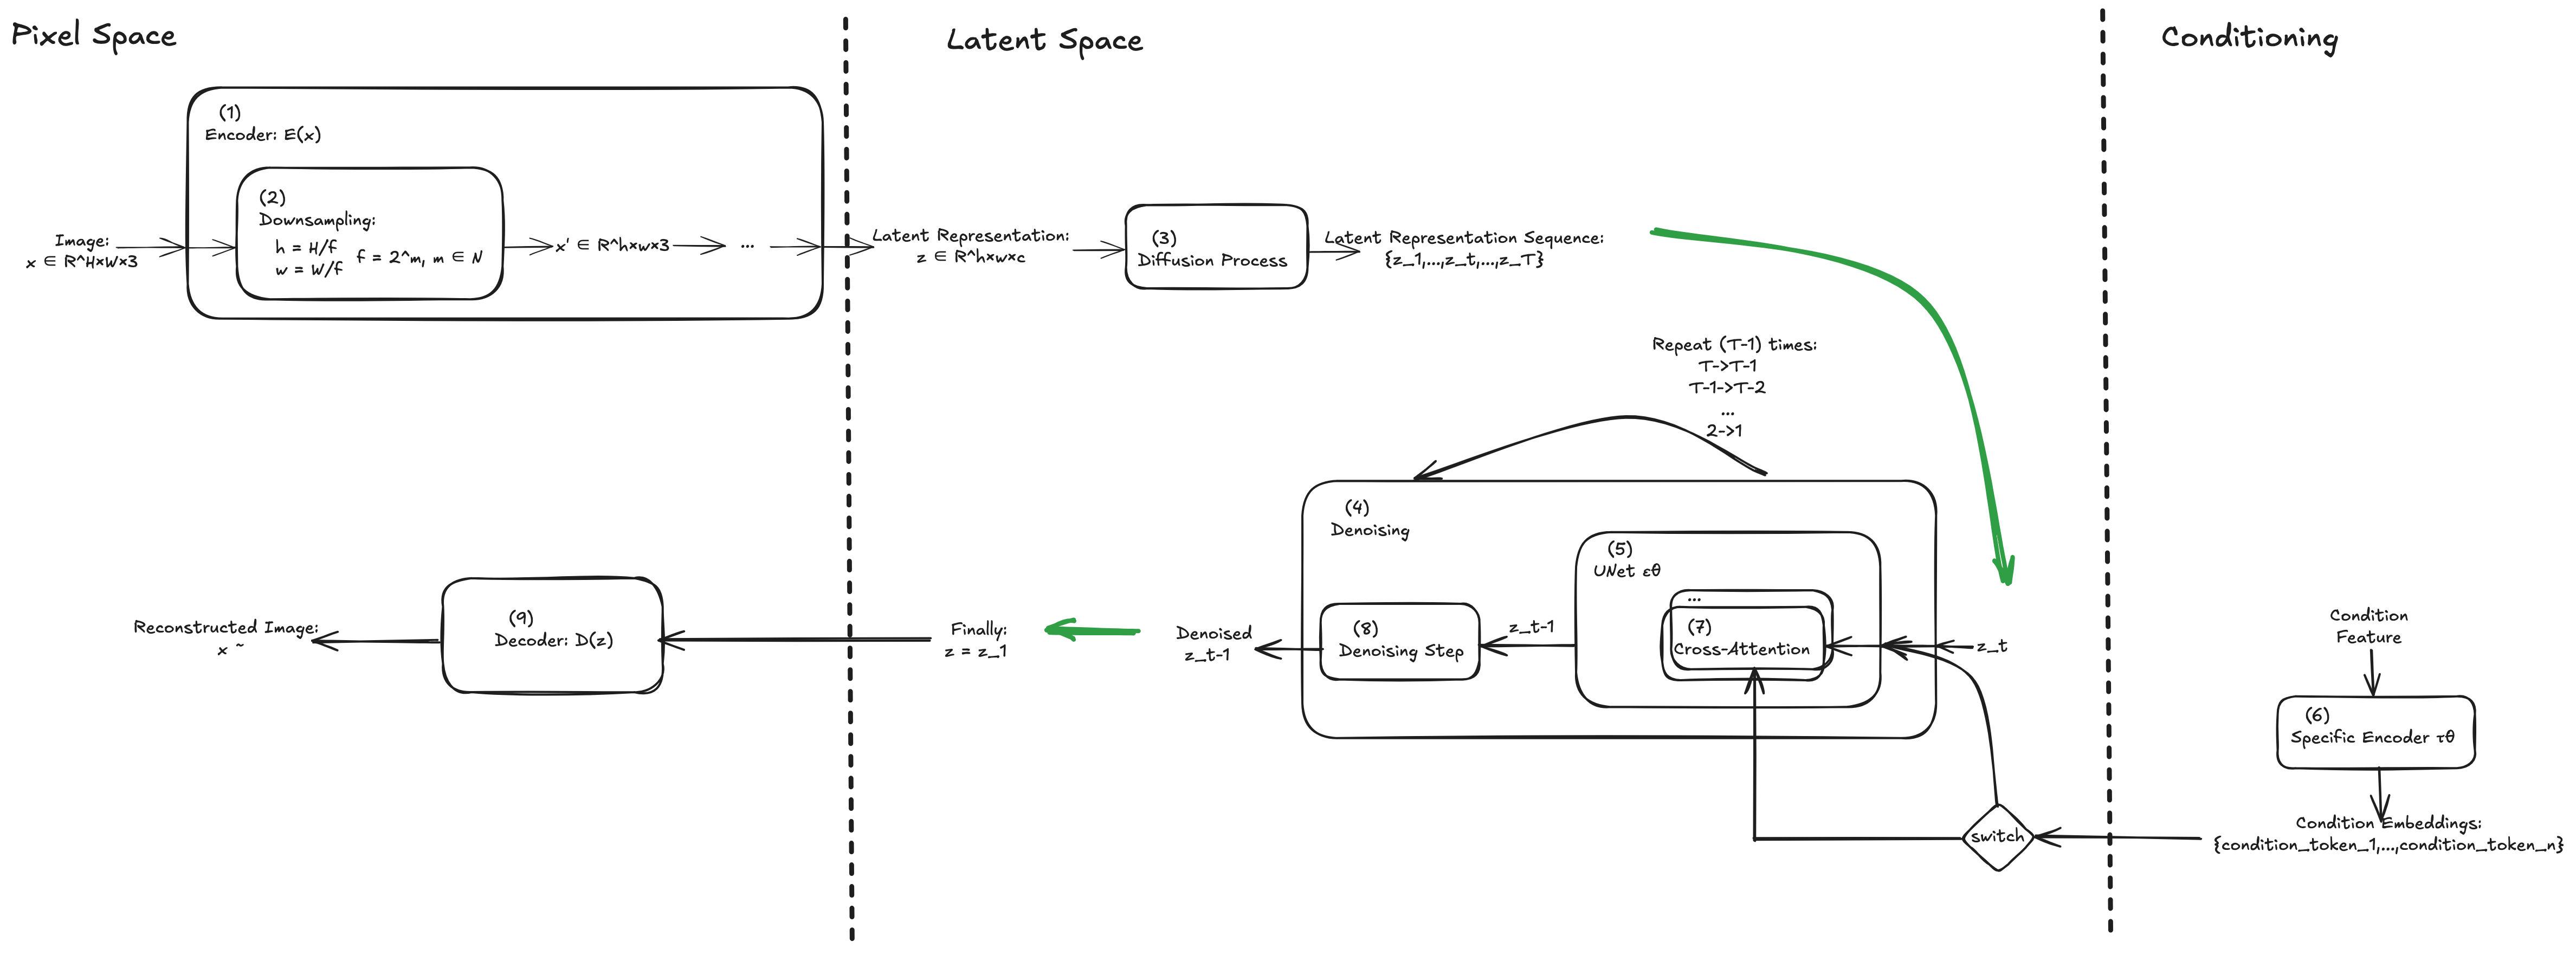 Pixel Space
Latent Space
Conditioning
(1)
Encoder: E(x)
(2)
Downsampling:
h = H/f
w = W/f
f = 2^m, m ∈ N
Image:
x ∈ R^H×W×3
x' ∈ R^h×w×3
...
Latent Representation:
z ∈ R^h×w×c
(3)
Diffusion Process
Latent Representation Sequence:
{z_1,...,z_t,...,z_T}
Repeat (T-1) times:
T->T-1
T-1->T-2
...
2->1
(4)
Denoising
(5)
UNet εθ
...
(7)
Cross-Attention
z_t
z_t-1
(8)
Denoising Step
Denoised
z_t-1
Finally:
z = z_1
(9)
Decoder: D(z)
Reconstructed Image:
x ~
Condition
Feature
(6)
Specific Encoder τθ
Condition Embeddings:
{condition_token_1,...,condition_token_n}
switch